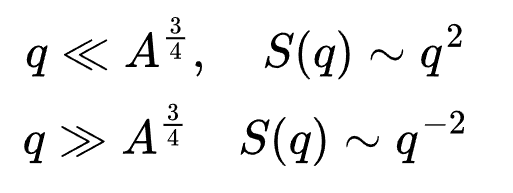 q ≪ A^{3/4}, S(q) ∼ q^2
q ≫ A^{3/4} S(q) ∼ q^{-2}